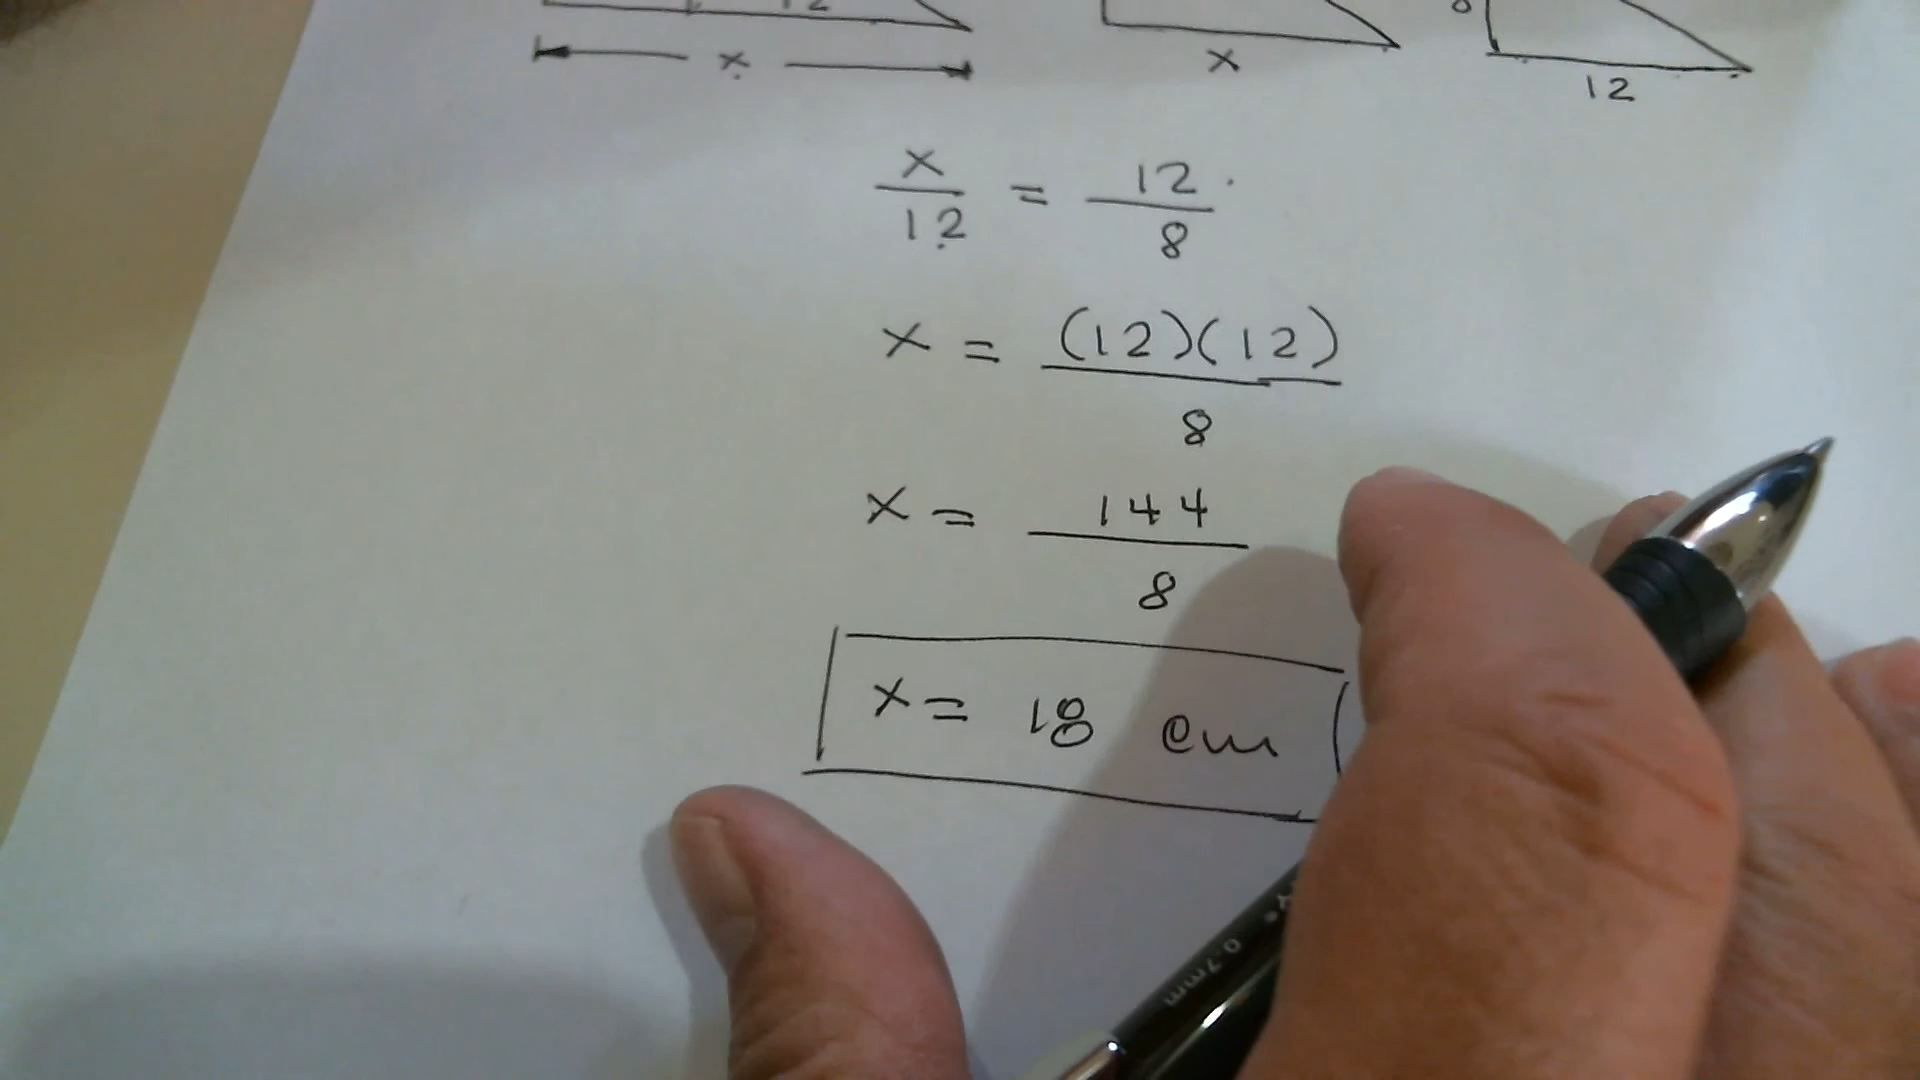 12
x
x
8
12
x/12 = 12/8
x = (12)(12)/8
x = 144/8
x = 18 cm
0.7mm